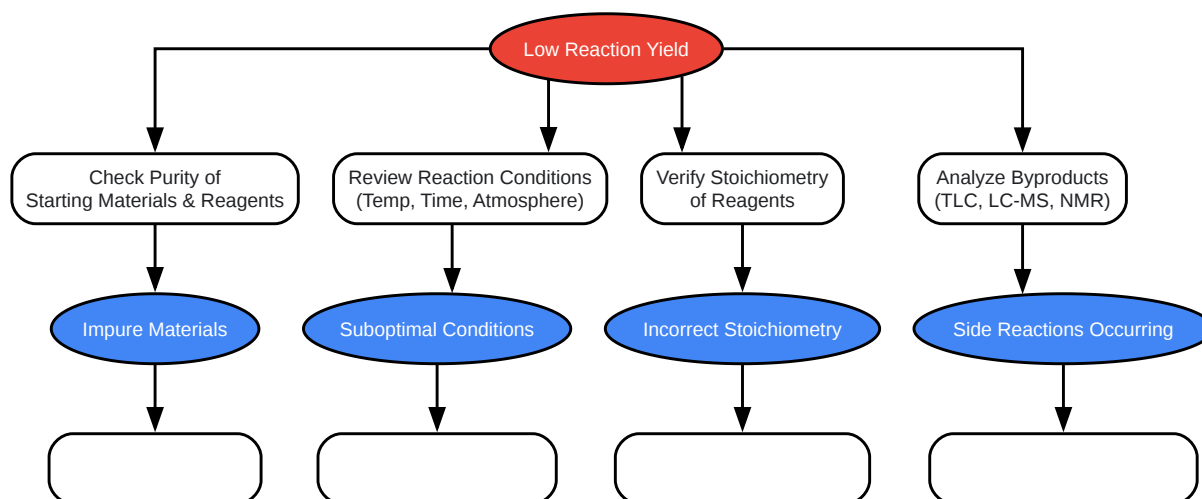 Low Reaction Yield
Check Purity of
Starting Materials & Reagents
Review Reaction Conditions
(Temp, Time, Atmosphere)
Verify Stoichiometry
of Reagents
Analyze Byproducts
(TLC, LC-MS, NMR)
Impure Materials
Suboptimal Conditions
Incorrect Stoichiometry
Side Reactions Occurring